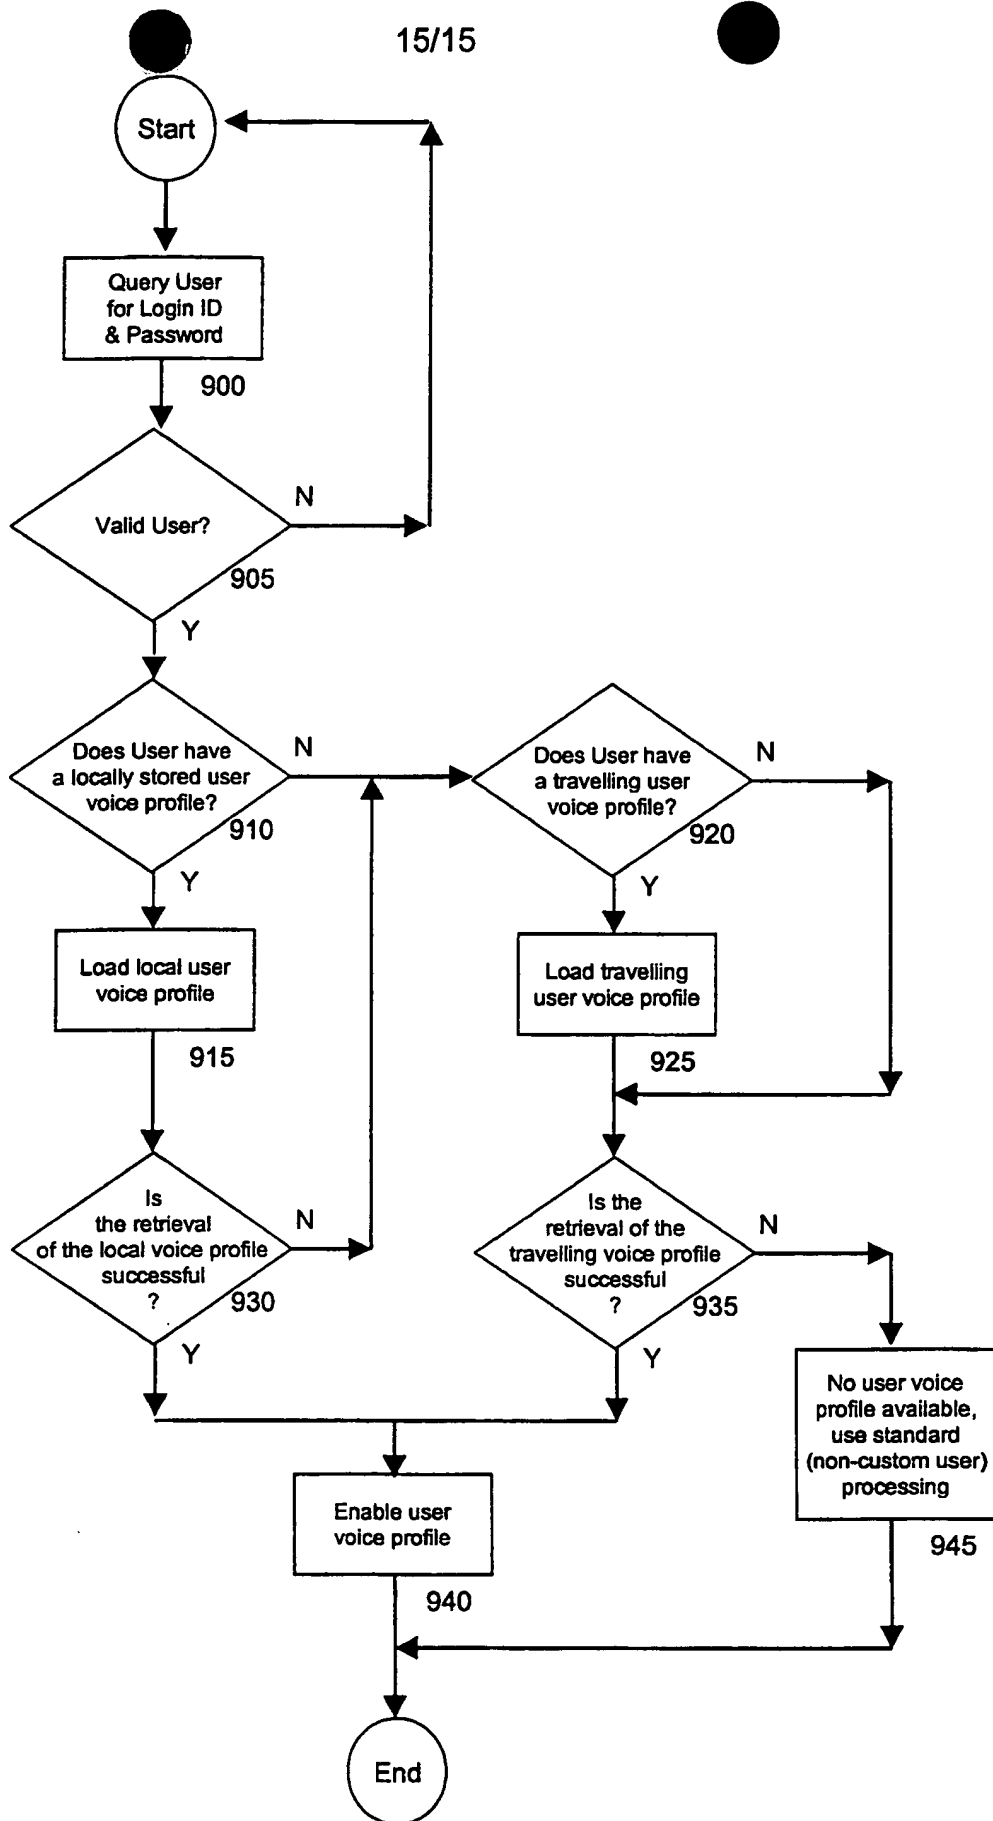 15/15
Start
Query User
for Login ID
& Password
900
Valid User?
N
905
Y
Does User have
a locally stored user
voice profile?
N
910
Y
Does User have
a travelling user
voice profile?
N
920
Y
Load local user
voice profile
915
Load travelling
user voice profile
925
Is
the retrieval
of the local voice profile
successful
?
N
930
Y
Is the
retrieval of the
travelling voice profile
successful
?
N
935
Y
No user voice
profile available,
use standard
(non-custom user)
processing
945
Enable user
voice profile
940
End